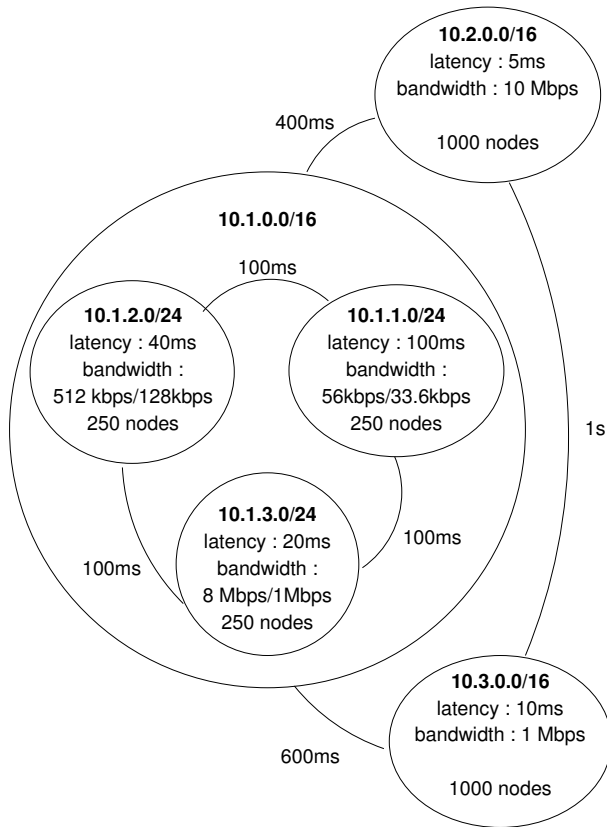 10.2.0.0/16
latency : 5ms
bandwidth : 10 Mbps
1000 nodes
400ms
10.1.0.0/16
100ms
10.1.2.0/24
latency : 40ms
bandwidth :
512 kbps/128kbps
250 nodes
10.1.1.0/24
latency : 100ms
bandwidth :
56kbps/33.6kbps
250 nodes
1s
10.1.3.0/24
latency : 20ms
bandwidth :
8 Mbps/1Mbps
250 nodes
100ms
100ms
10.3.0.0/16
latency : 10ms
bandwidth : 1 Mbps
1000 nodes
600ms